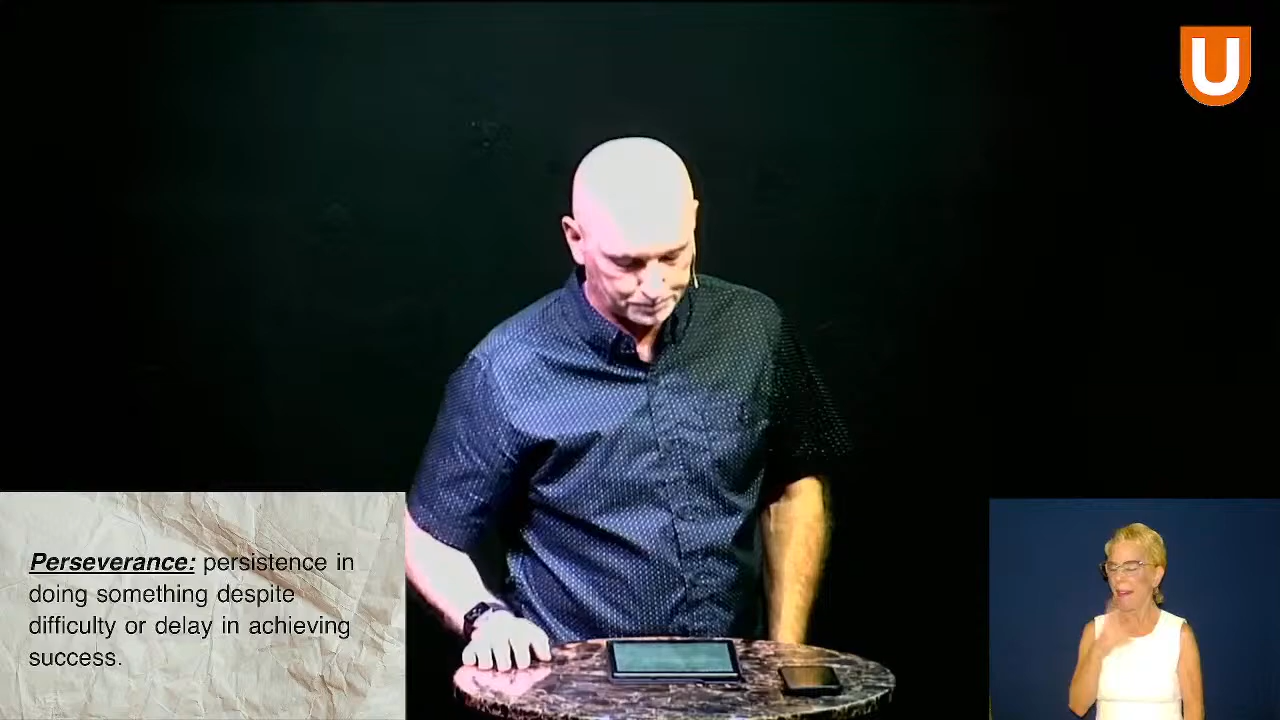 U
Perseverance: persistence in
doing something despite
difficulty or delay in achieving
success.